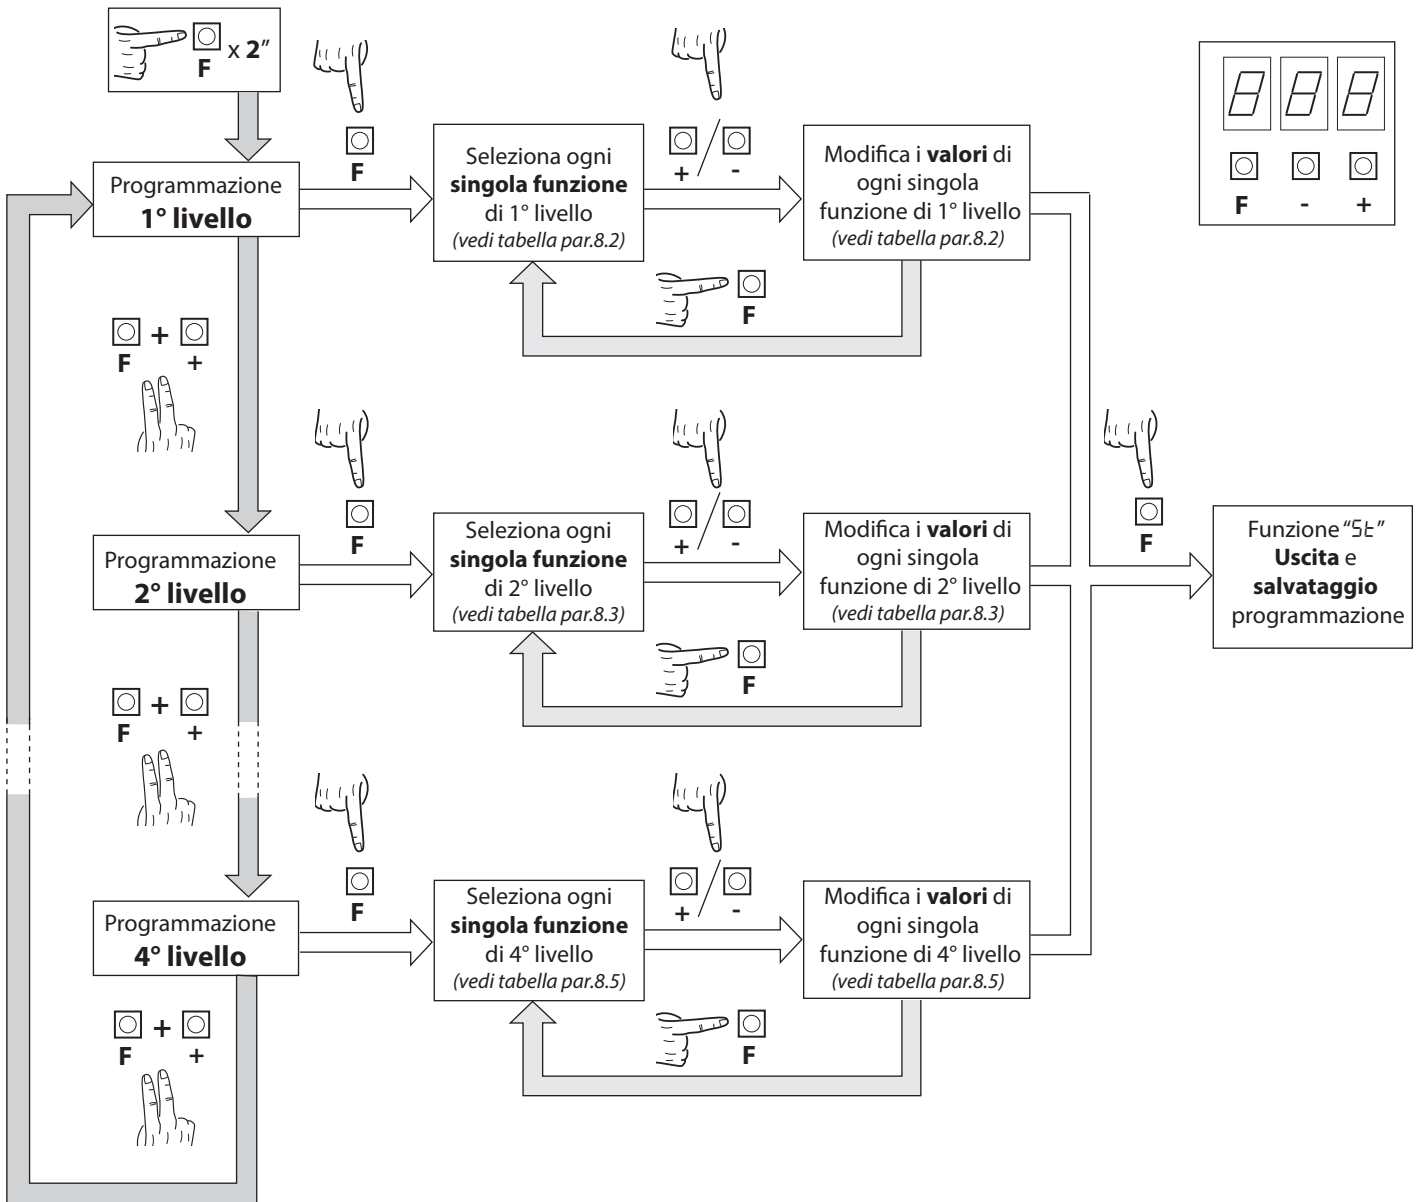 F x 2"
F
Programmazione
1° livello
Seleziona ogni
singola funzione
di 1° livello
(vedi tabella par.8.2)
+ / -
Modifica i valori di
ogni singola
funzione di 1° livello
(vedi tabella par.8.2)
F
8 8 8
F - +
+
F +
F
Programmazione
2° livello
Seleziona ogni
singola funzione
di 2° livello
(vedi tabella par.8.3)
+ / -
Modifica i valori di
ogni singola
funzione di 2° livello
(vedi tabella par.8.3)
F
F
Funzione "St"
Uscita e
salvataggio
programmazione
+
F +
F
Programmazione
4° livello
Seleziona ogni
singola funzione
di 4° livello
(vedi tabella par.8.5)
+ / -
Modifica i valori di
ogni singola
funzione di 4° livello
(vedi tabella par.8.5)
F
+
F +